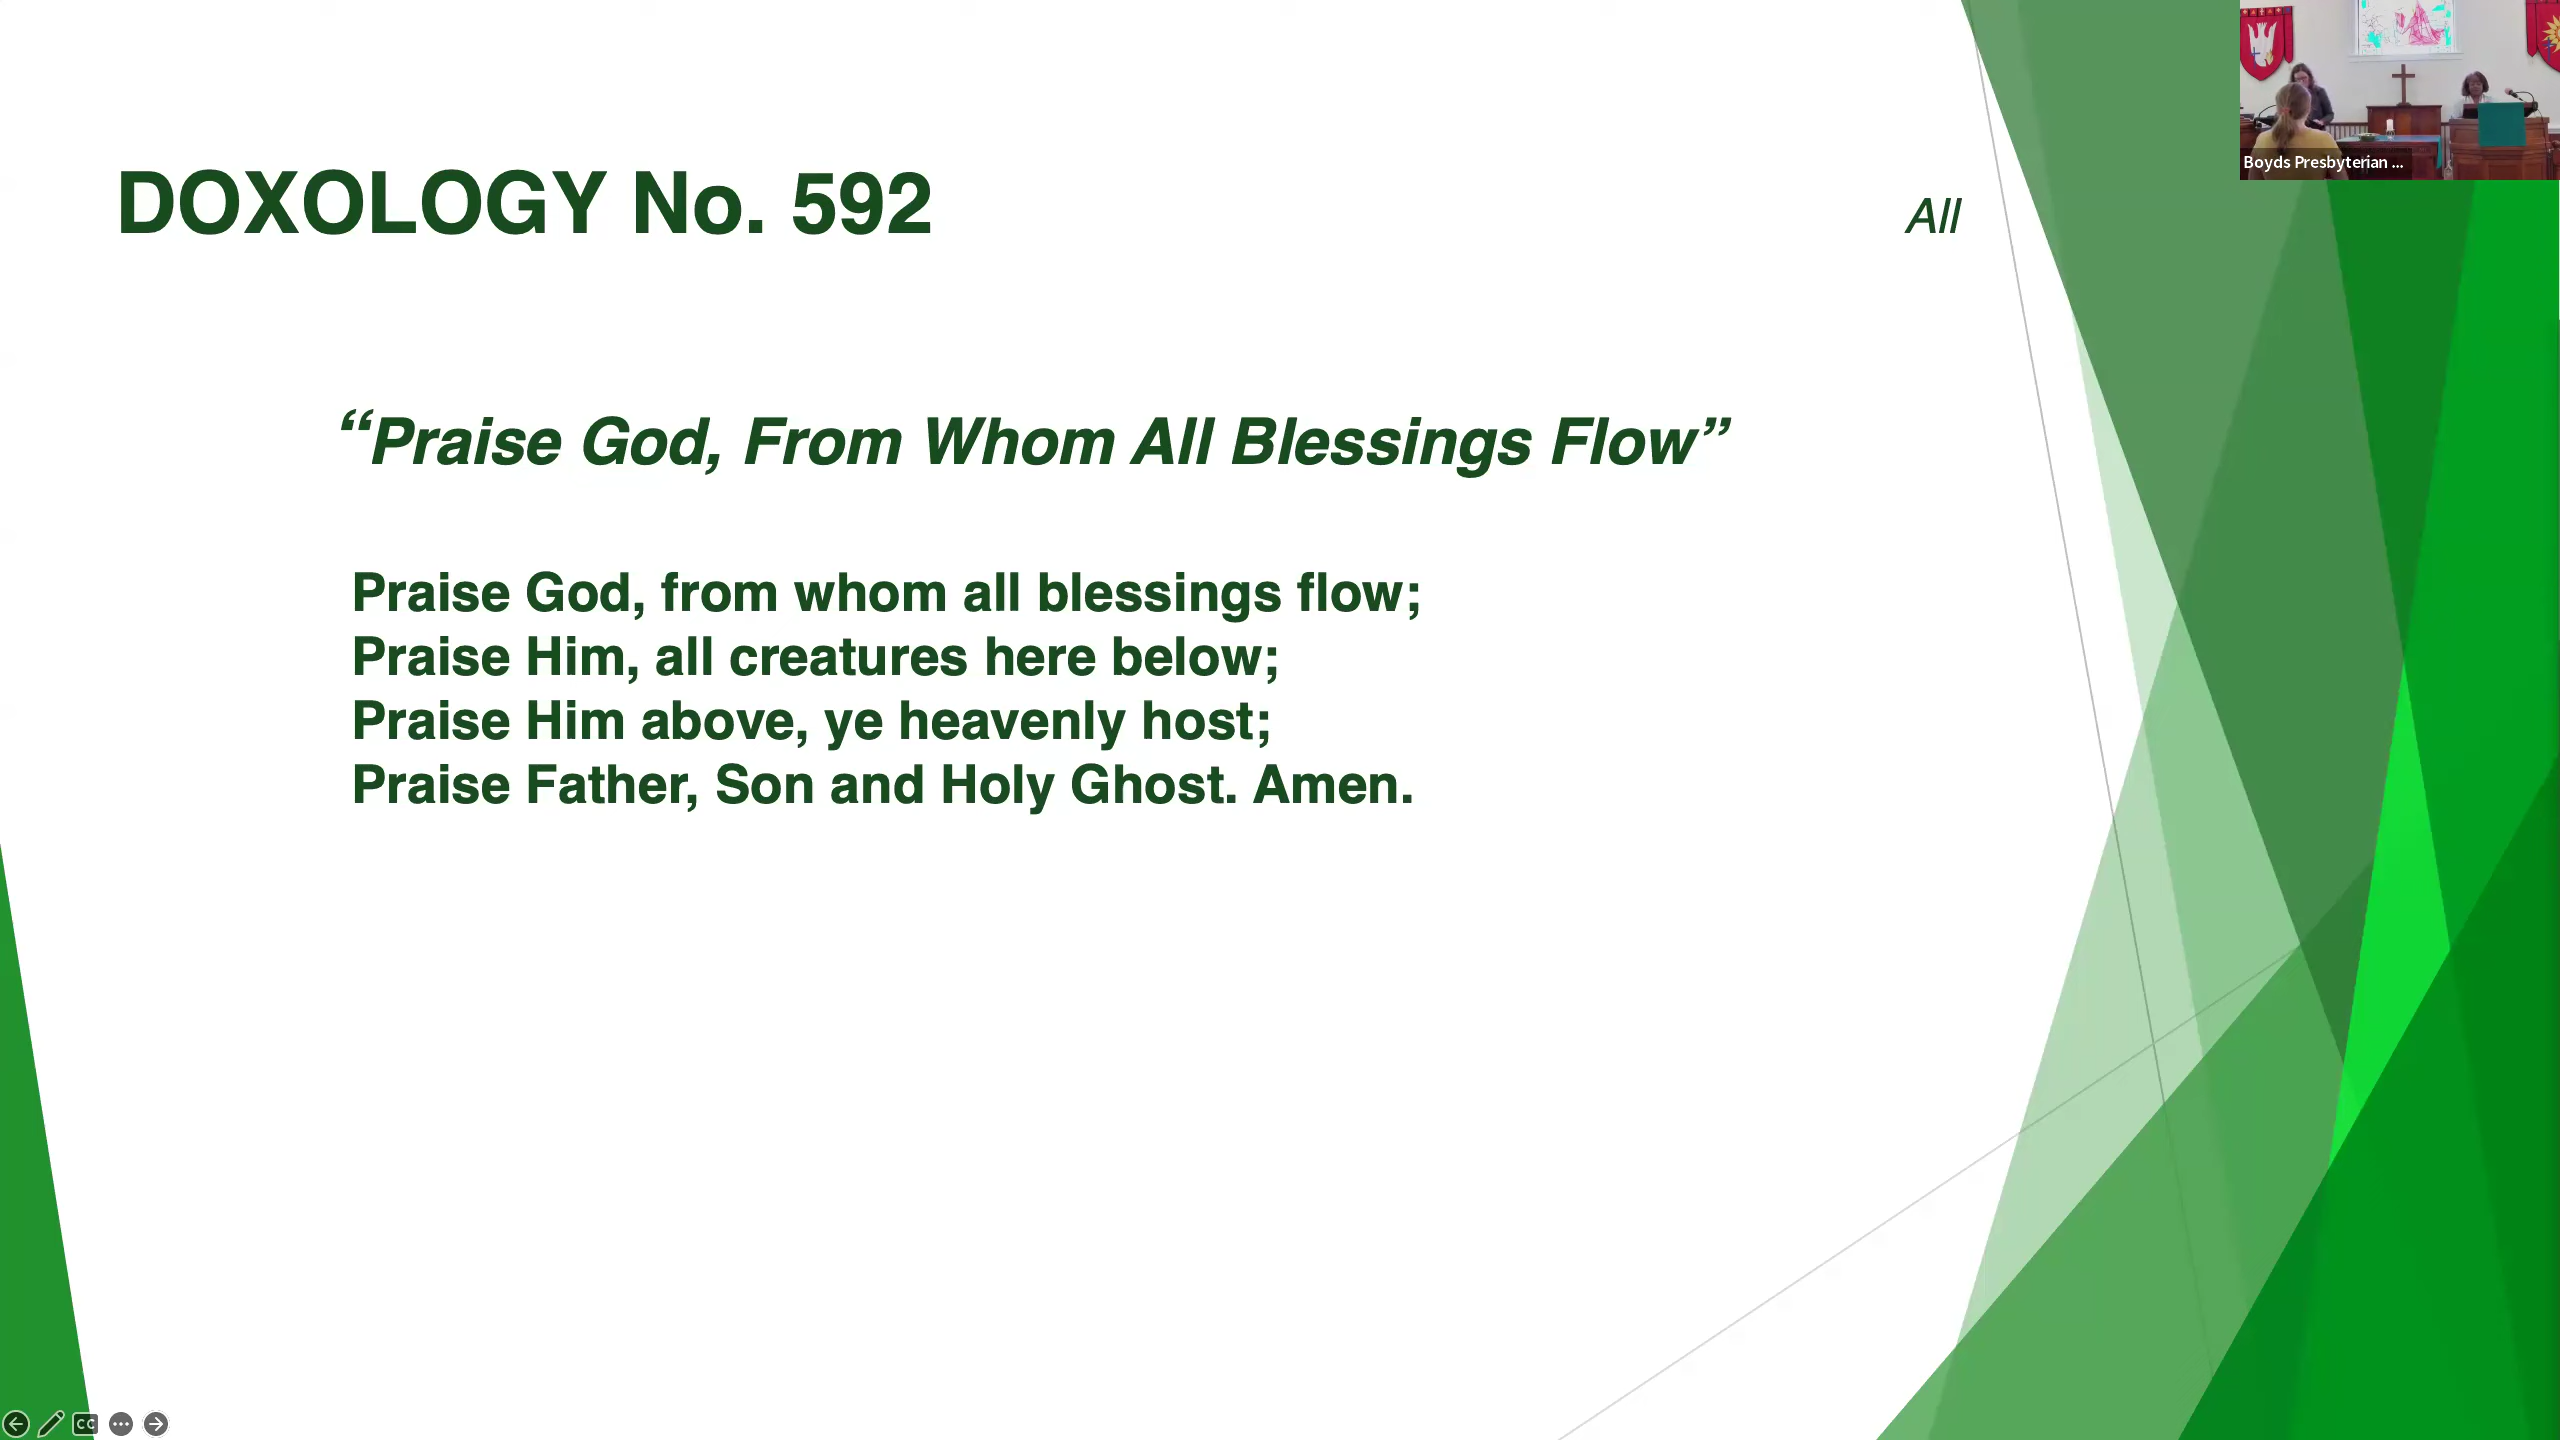 DOXOLOGY No. 592 All
“Praise God, From Whom All Blessings Flow”
Praise God, from whom all blessings flow;
Praise Him, all creatures here below;
Praise Him above, ye heavenly host;
Praise Father, Son and Holy Ghost. Amen.
Boyds Presbyterian ...
CC